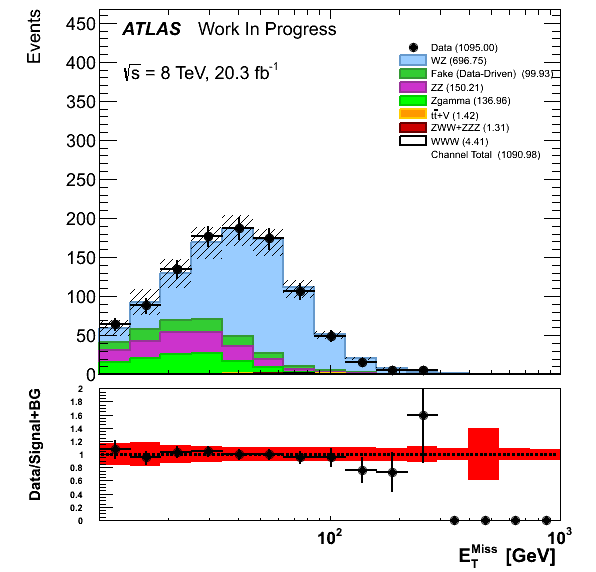 ATLAS Work In Progress
√s = 8 TeV, 20.3 fb⁻¹
Data (1095.00)
WZ (696.75)
Fake (Data-Driven) (99.93)
ZZ (150.21)
Zgamma (136.96)
tt̄+V (1.42)
ZWW+ZZZ (1.31)
WWW (4.41)
Channel Total (1090.98)
Events
450
400
350
300
250
200
150
100
50
0
Data/Signal+BG
2
1.8
1.6
1.4
1.2
1
0.8
0.6
0.4
0.2
0
10²
10³
E_T^Miss [GeV]